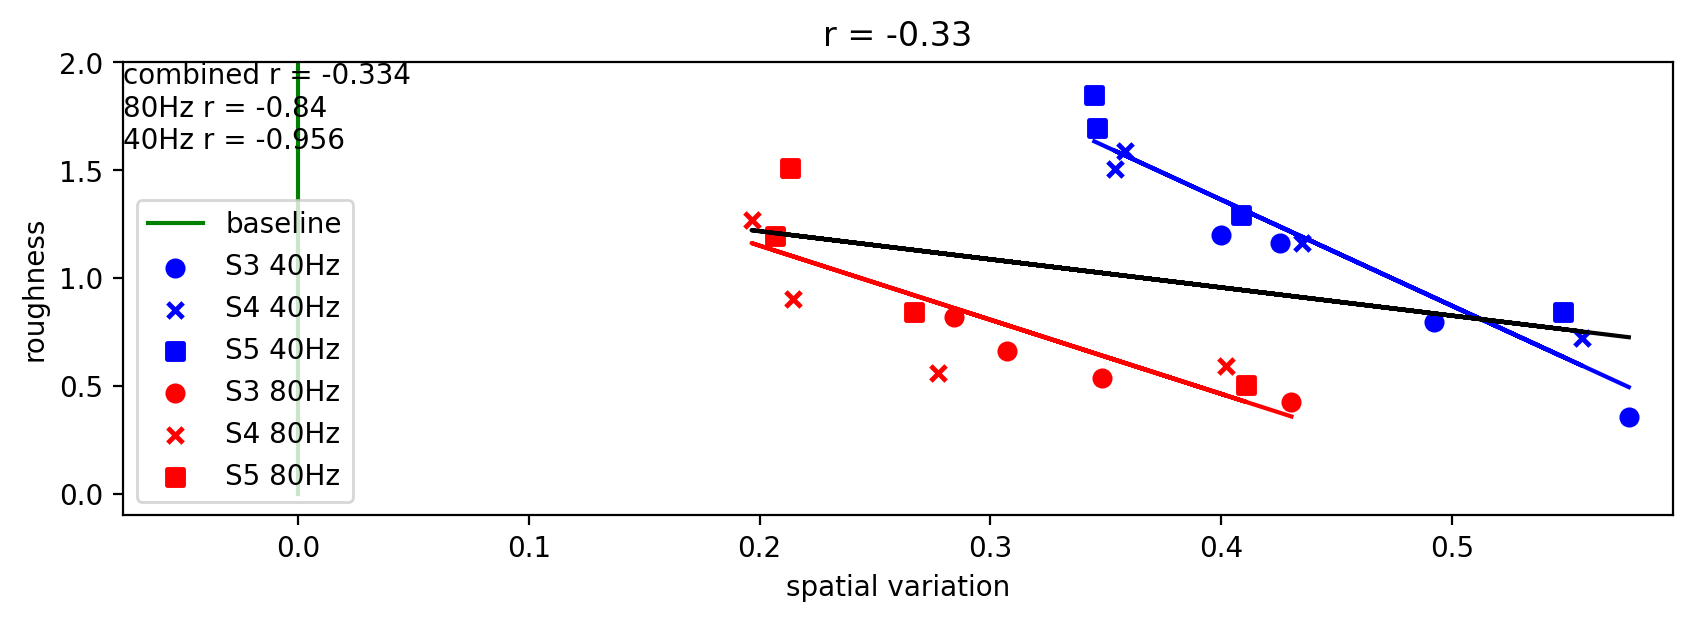 r = -0.33
combined r = -0.334
80Hz r = -0.84
40Hz r = -0.956
2.0
1.5
1.0
0.5
0.0
roughness
baseline
S3 40Hz
S4 40Hz
S5 40Hz
S3 80Hz
S4 80Hz
S5 80Hz
0.0 0.1 0.2 0.3 0.4 0.5
spatial variation